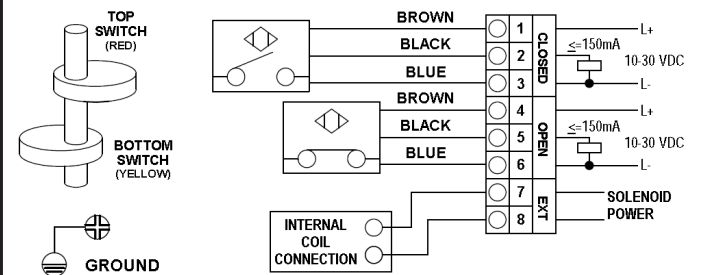 TOP
SWITCH
(RED)
BOTTOM
SWITCH
(YELLOW)
GROUND
BROWN
BLACK
BLUE
BROWN
BLACK
BLUE
INTERNAL
COIL
CONNECTION
1
2
3
4
5
6
7
8
CLOSED
OPEN
EXT
L+
<=150mA
10-30 VDC
L-
L+
<=150mA
10-30 VDC
L-
SOLENOID
POWER